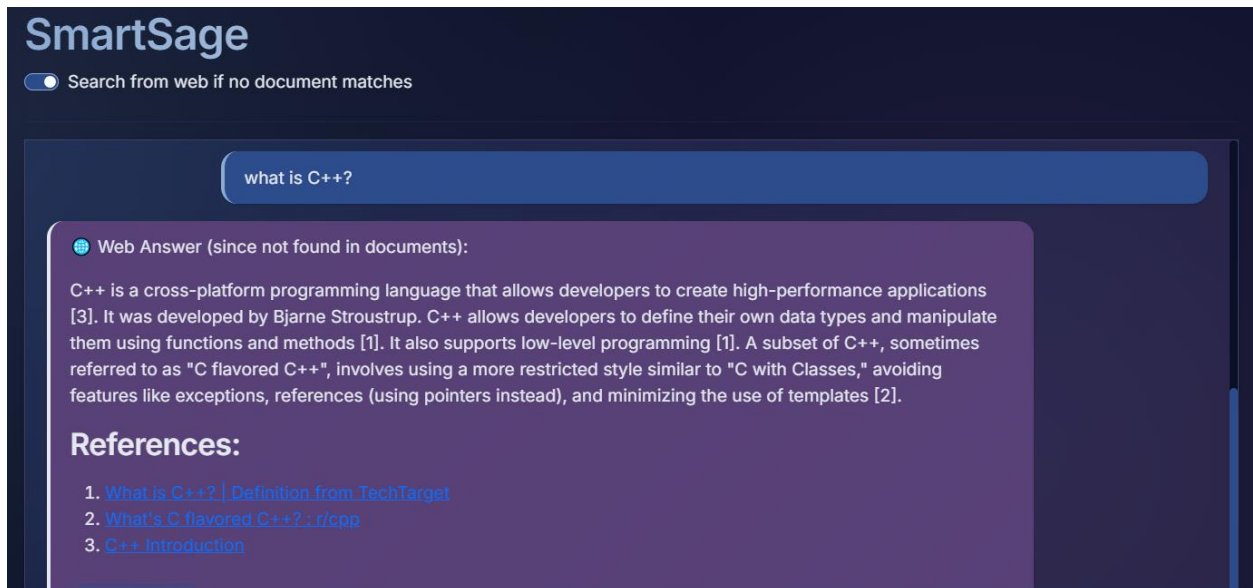 SmartSage
Search from web if no document matches
what is C++?
Web Answer (since not found in documents):
C++ is a cross-platform programming language that allows developers to create high-performance applications
[3]. It was developed by Bjarne Stroustrup. C++ allows developers to define their own data types and manipulate
them using functions and methods [1]. It also supports low-level programming [1]. A subset of C++, sometimes
referred to as "C flavored C++", involves using a more restricted style similar to "C with Classes," avoiding
features like exceptions, references (using pointers instead), and minimizing the use of templates [2].
References:
1. What is C++? | Definition from TechTarget
2. What's C flavored C++? : r/cpp
3. C++ Introduction